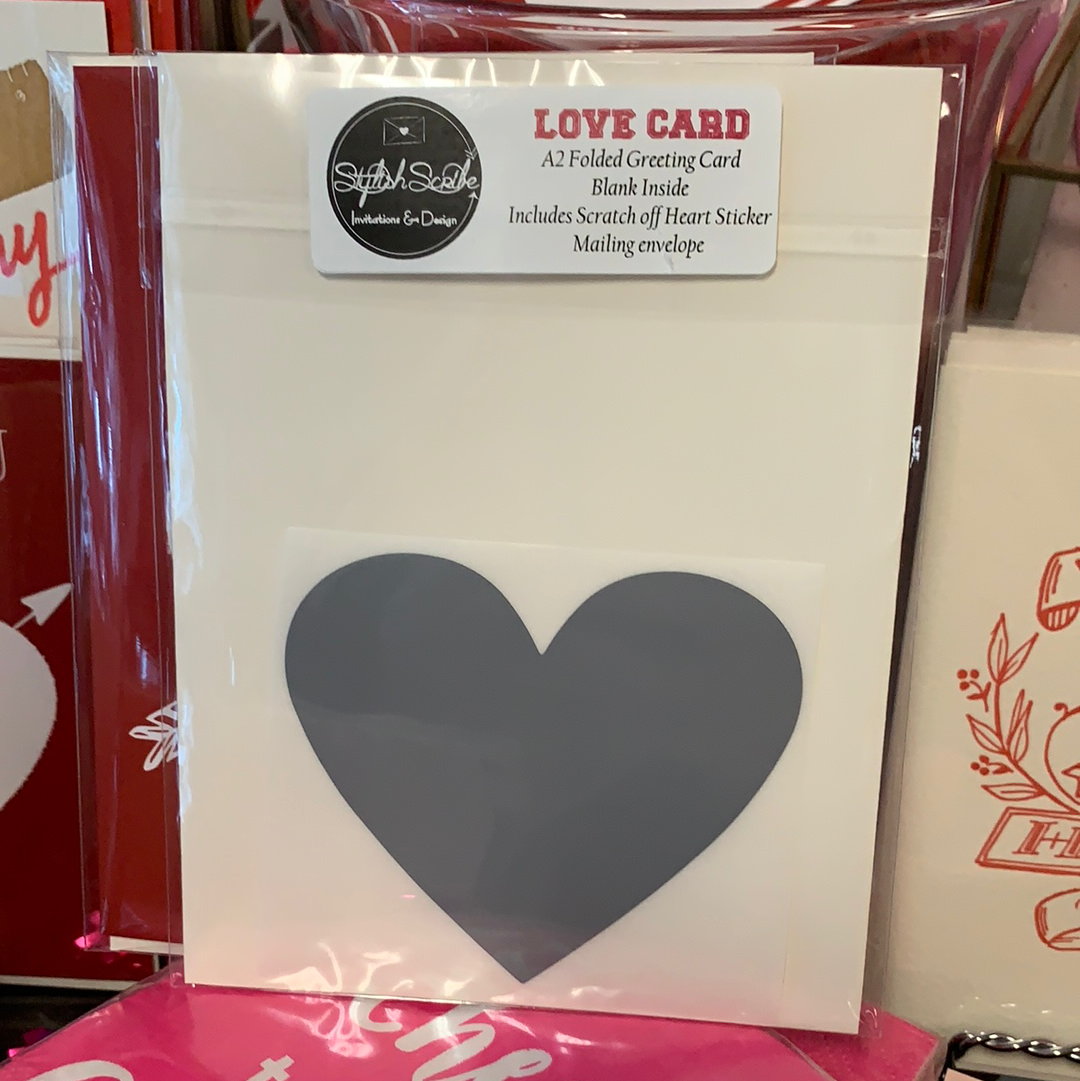 LOVE CARD
A2 Folded Greeting Card
Blank Inside
Includes Scratch off Heart Sticker
Mailing envelope
Stylish Scribe
Invitations & Design